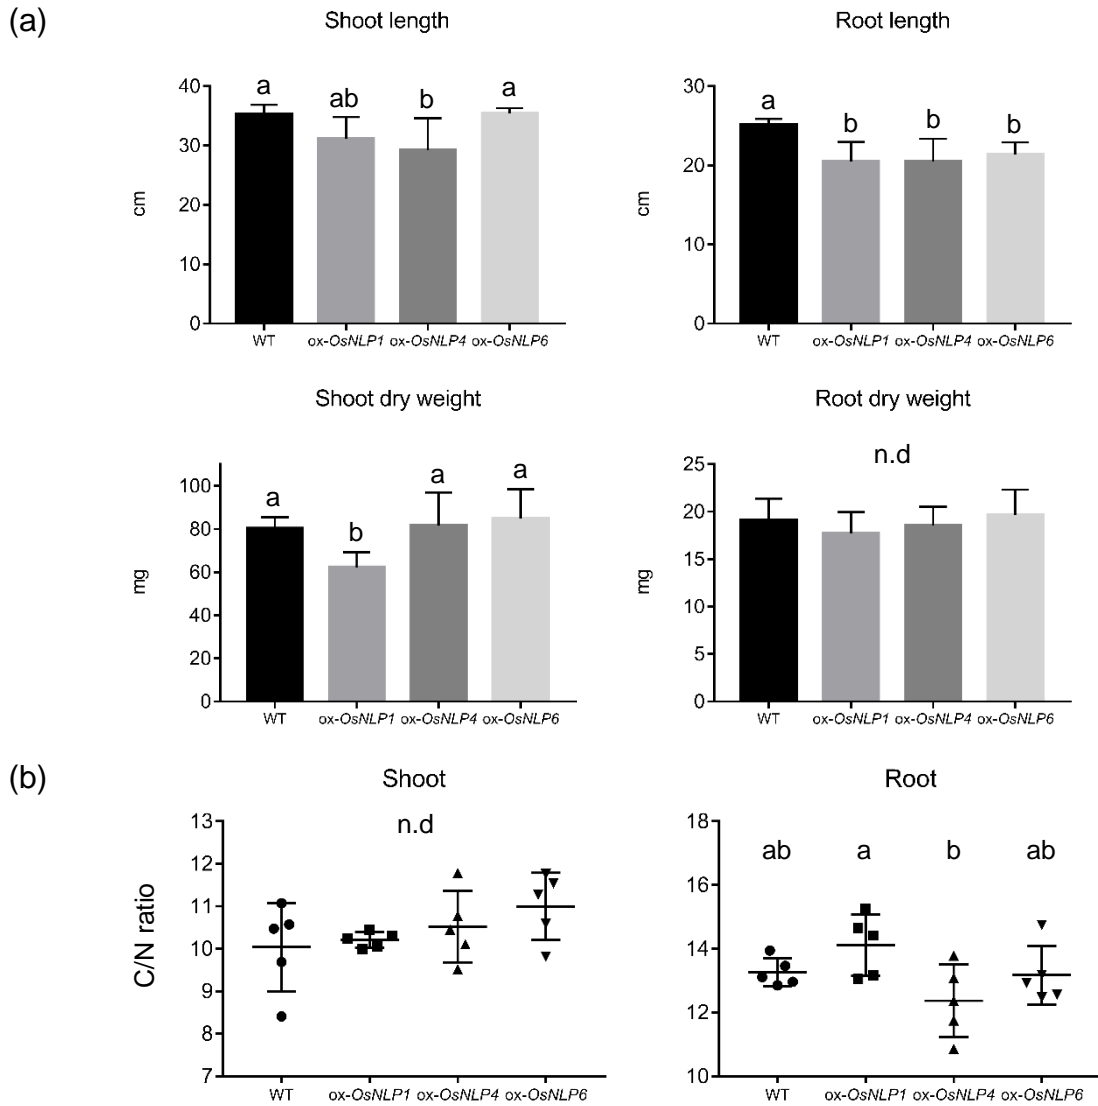 (a)
Shoot length
40
30
20
10
0
cm
a ab b a
WT ox-OsNLP1 ox-OsNLP4 ox-OsNLP6
Root length
30
20
10
0
cm
a b b b
WT ox-OsNLP1 ox-OsNLP4 ox-OsNLP6
Shoot dry weight
100
80
60
40
20
0
mg
a b a a
WT ox-OsNLP1 ox-OsNLP4 ox-OsNLP6
Root dry weight
n.d
25
20
15
10
5
0
mg
WT ox-OsNLP1 ox-OsNLP4 ox-OsNLP6
(b)
Shoot
n.d
13
12
11
10
9
8
7
C/N ratio
WT ox-OsNLP1 ox-OsNLP4 ox-OsNLP6
Root
18
16
14
12
10
ab a b ab
WT ox-OsNLP1 ox-OsNLP4 ox-OsNLP6